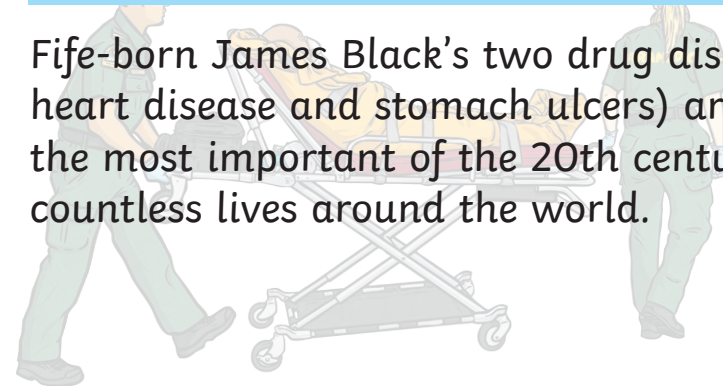 Fife-born James Black's two drug dis
heart disease and stomach ulcers) ar
the most important of the 20th centu
countless lives around the world.